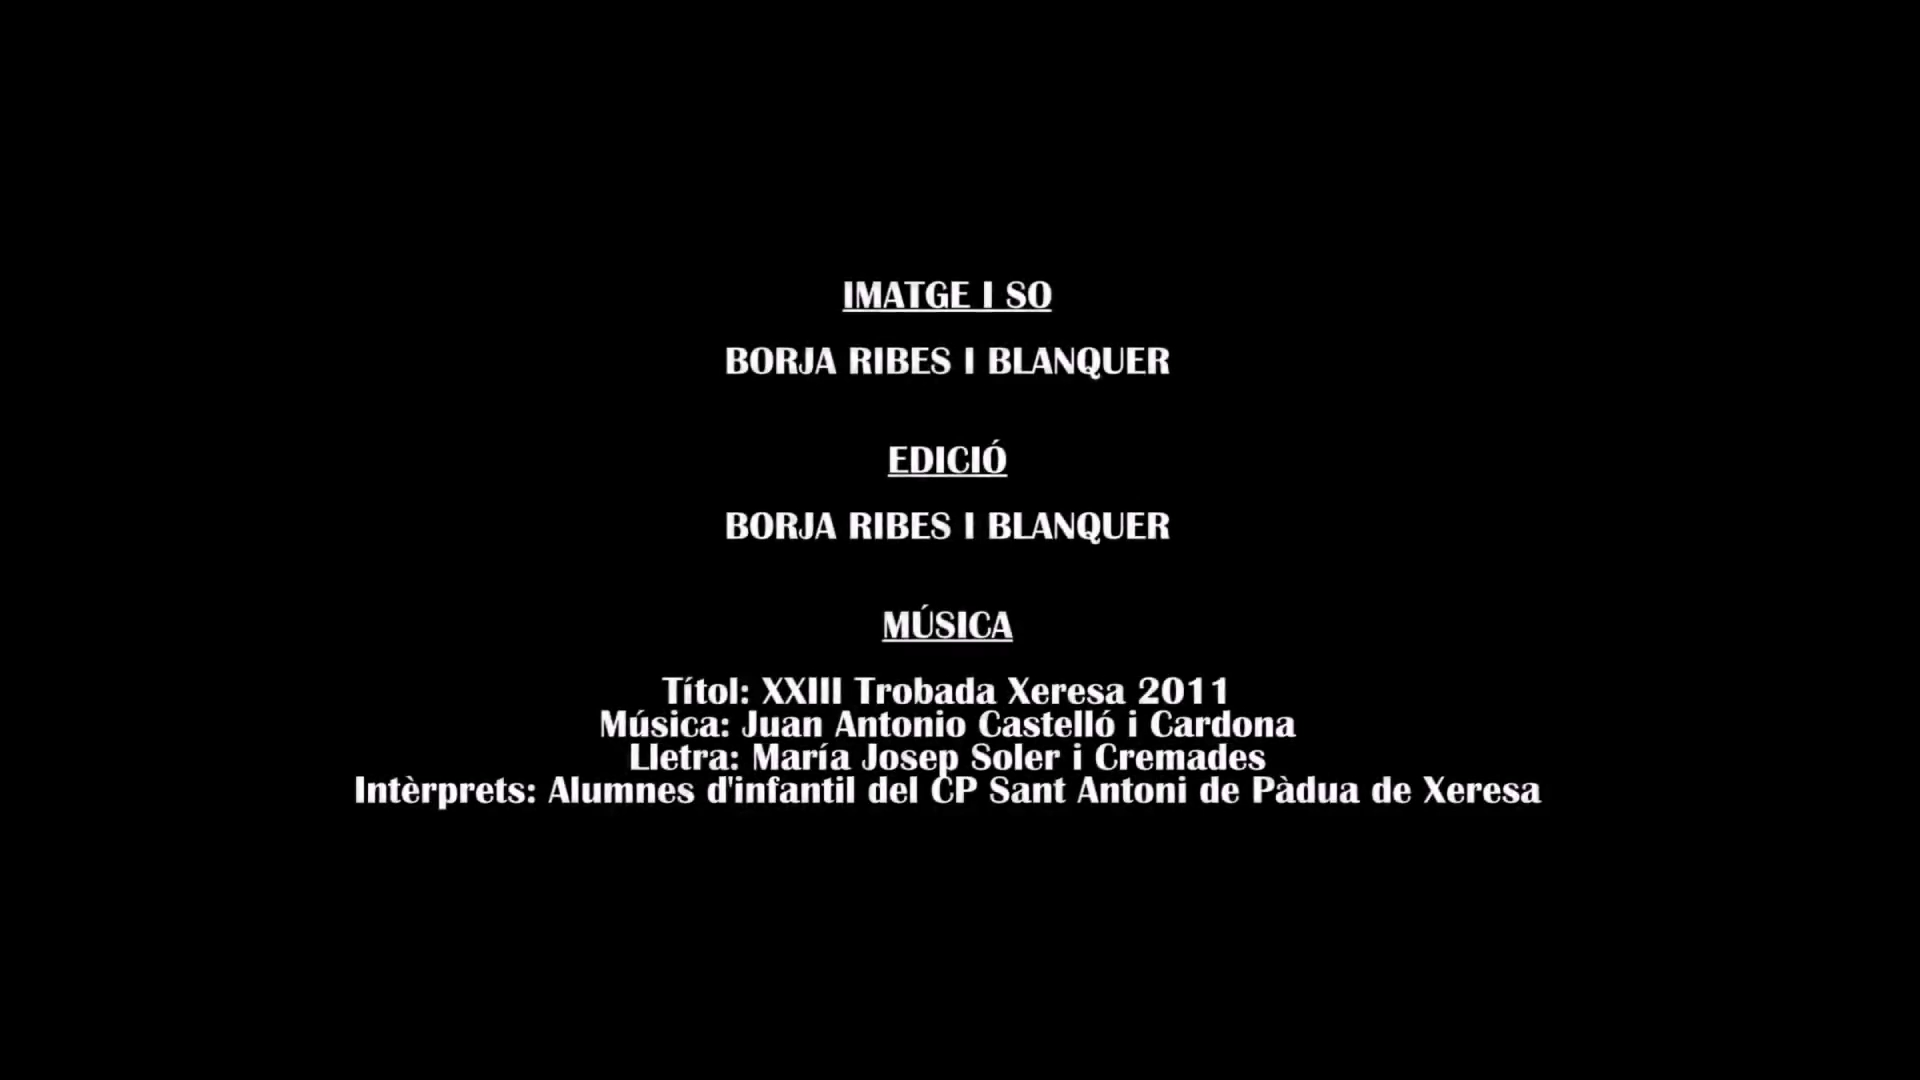 IMATGE I SO
BORJA RIBES I BLANQUER
EDICIÓ
BORJA RIBES I BLANQUER
MÚSICA
Títol: XXIII Trobada Xeresa 2011
Música: Juan Antonio Castelló i Cardona
Lletra: María Josep Soler i Cremades
Intèrprets: Alumnes d'infantil del CP Sant Antoni de Pàdua de Xeresa